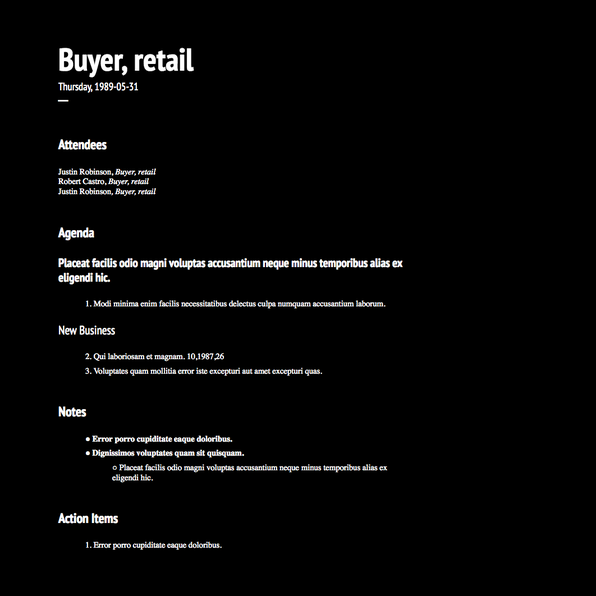 Buyer, retail
Thursday, 1989-05-31
—
Attendees
Justin Robinson, Buyer, retail
Robert Castro, Buyer, retail
Justin Robinson, Buyer, retail
Agenda
Placeat facilis odio magni voluptas accusantium neque minus temporibus alias ex
eligendi hic.
1. Modi minima enim facilis necessitatibus delectus culpa numquam accusantium laborum.
New Business
2. Qui laboriosam et magnam. 10,1987,26
3. Voluptates quam mollitia error iste excepturi aut amet excepturi quas.
Notes
● Error porro cupiditate eaque doloribus.
● Dignissimos voluptates quam sit quisquam.
○ Placeat facilis odio magni voluptas accusantium neque minus temporibus alias ex
eligendi hic.
Action Items
1. Error porro cupiditate eaque doloribus.